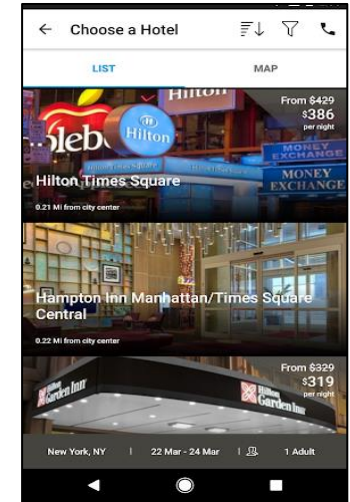 Choose a Hotel
LIST
MAP
Hilton
Hilton
From $429
$386
per night
MONEY
EXCHANGE
MONEY
EXCHANGE
Hilton Times Square
0.21 Mi from city center
Hampton Inn Manhattan/Times Square
Central
0.22 Mi from city center
From $329
$319
per night
Hilton
Garden Inn
Hilton
Garden Inn
New York, NY | 22 Mar - 24 Mar | 1 Adult